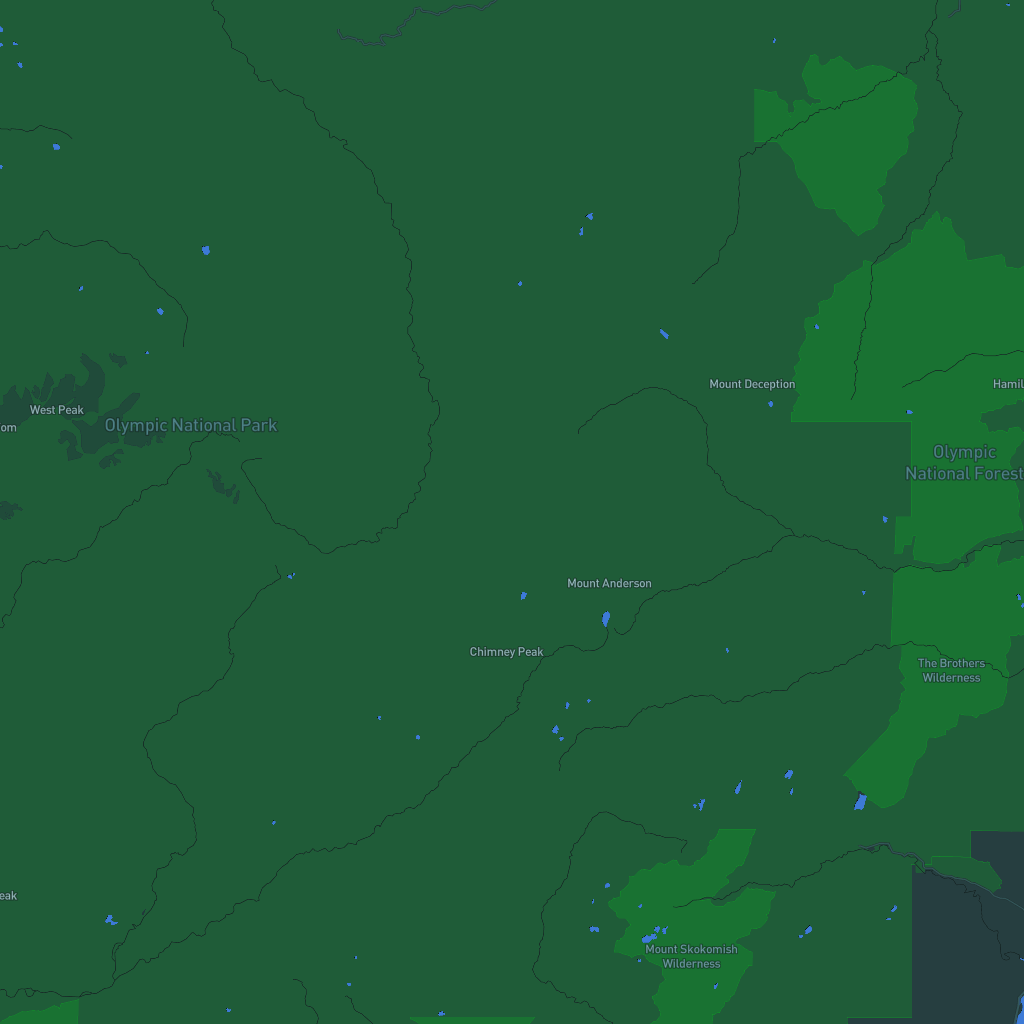 Mount Deception
Hamil
West Peak
Olympic National Park
om
Olympic
National Forest
Mount Anderson
Chimney Peak
The Brothers
Wilderness
eak
Mount Skokomish
Wilderness